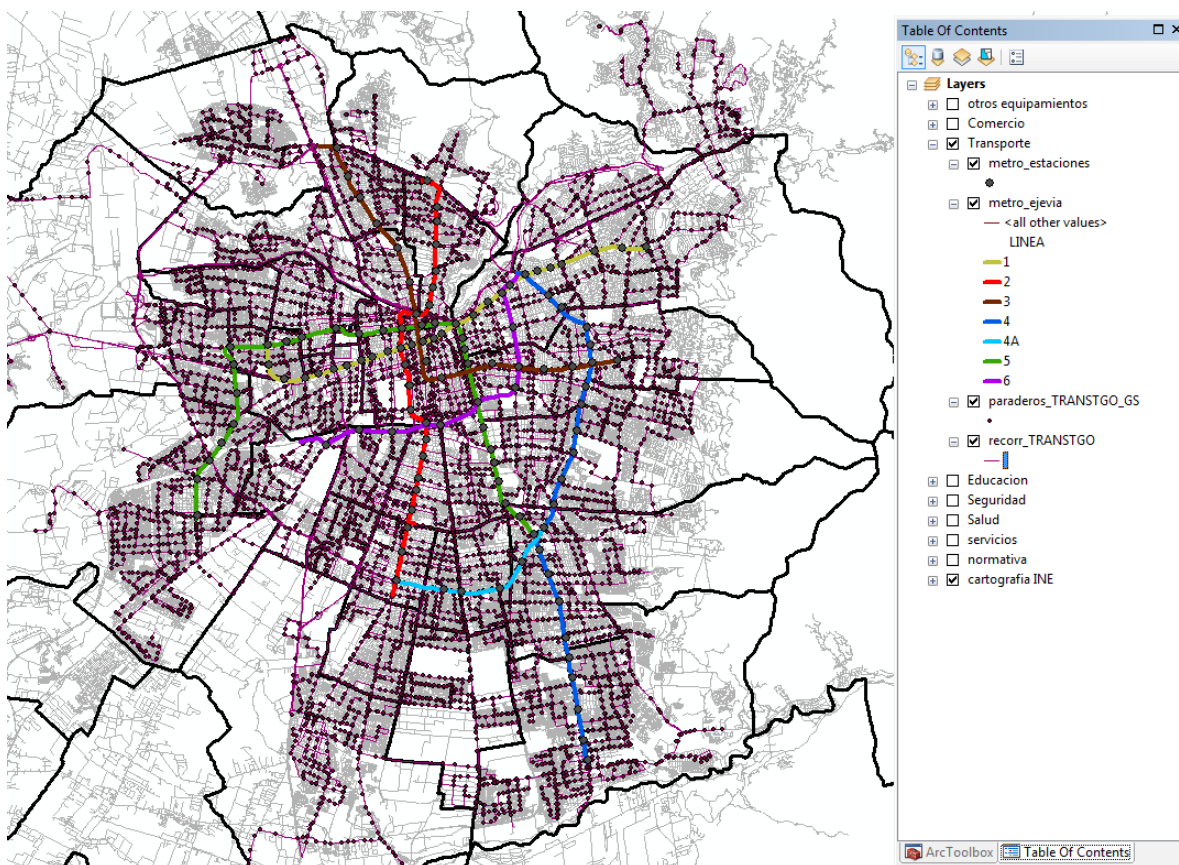 Table Of Contents
Layers
otros equipamientos
Comercio
Transporte
metro_estaciones
metro_ejevia
<all other values>
LINEA
1
2
3
4
4A
5
6
paraderos_TRANSTGO_GS
recorr_TRANSTGO
Educacion
Seguridad
Salud
servicios
normativa
cartografia INE
ArcToolbox
Table Of Contents